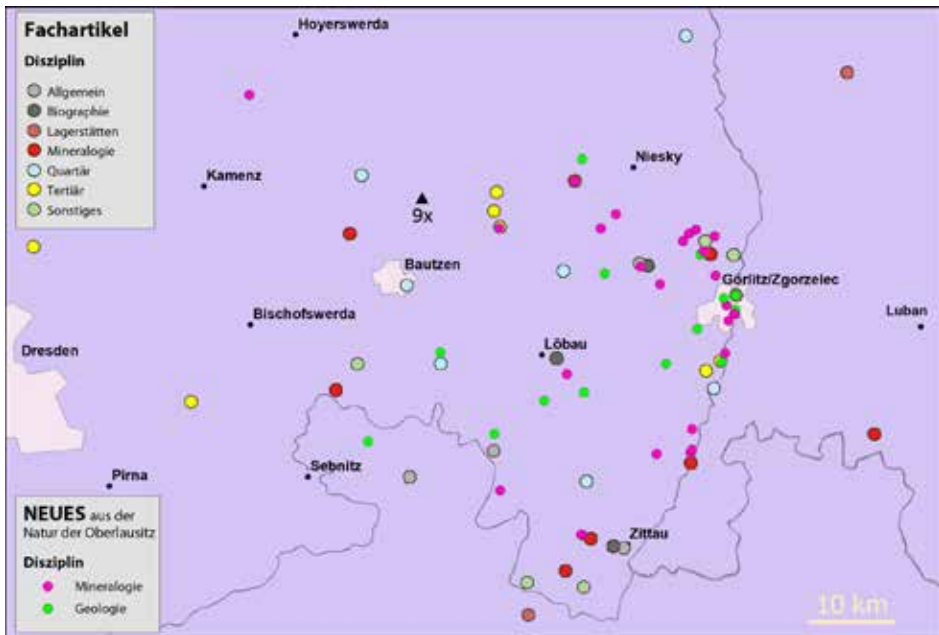 Fachartikel
Disziplin
Allgemein
Biographie
Lagerstätten
Mineralogie
Quartär
Tertiär
Sonstiges
Hoyerswerda
Niesky
Kamenz
9x
Bautzen
Görlitz/Zgorzelec
Bischofswerda
Luban
Dresden
Löbau
Pirna
Sebnitz
Zittau
NEUES aus der
Natur der Oberlausitz
Disziplin
Mineralogie
Geologie
10 km